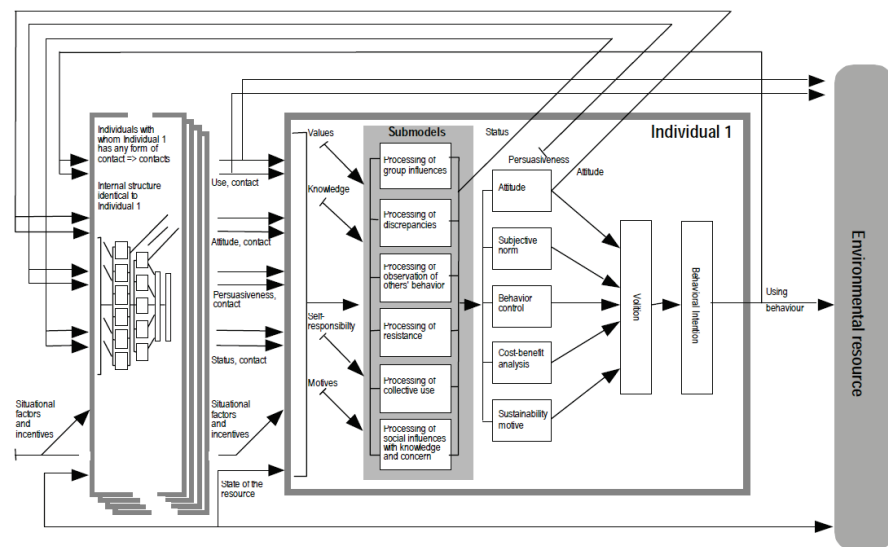 Individuals with
whom Individual 1
has any form of
contact => contacts
Internal structure
identical to
Individual 1
Situational
factors
and
incentives
Use, contact
Attitude, contact
Persuasiveness,
contact
Status, contact
Situational
factors and
incentives
State of the
resource
Values
Knowledge
Self-
responsibilty
Motives
Submodels
Processing of
group influences
Processing of
discrepancies
Processing of
observation of
others' behavior
Processing of
resistance
Processing of
collective use
Processing of
social influences
with knowledge
and concern
Status
Individual 1
Persuasiveness
Attitude
Attitude
Subjective
norm
Behavior
control
Cost-benefit
analysis
Sustainability
motive
Volition
Behavioral Intention
Using
behaviour
Environmental resource